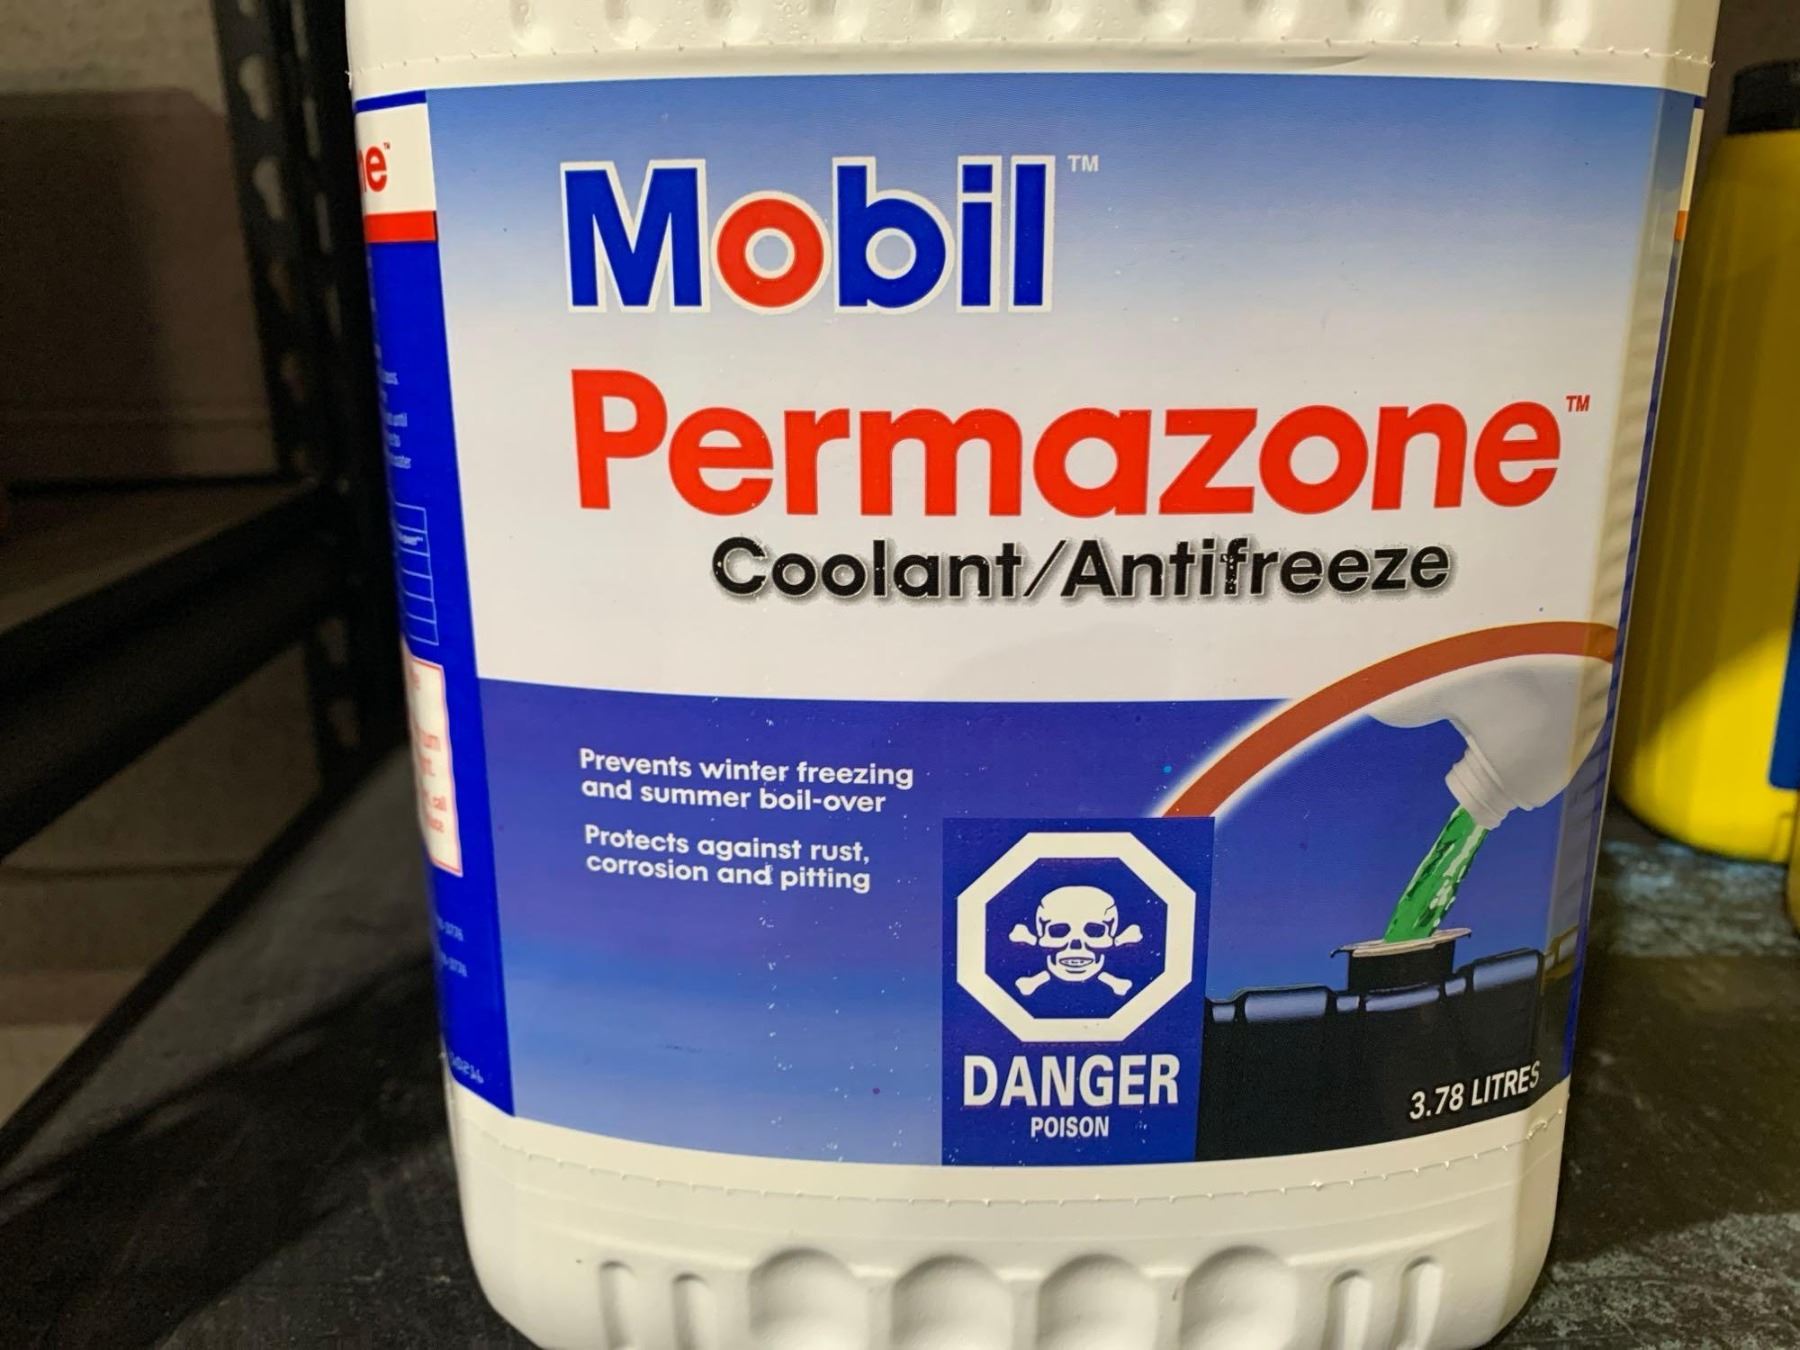 Mobil™
Permazone™
Coolant/Antifreeze
Prevents winter freezing
and summer boil-over
Protects against rust,
corrosion and pitting
DANGER
POISON
3.78 LITRES